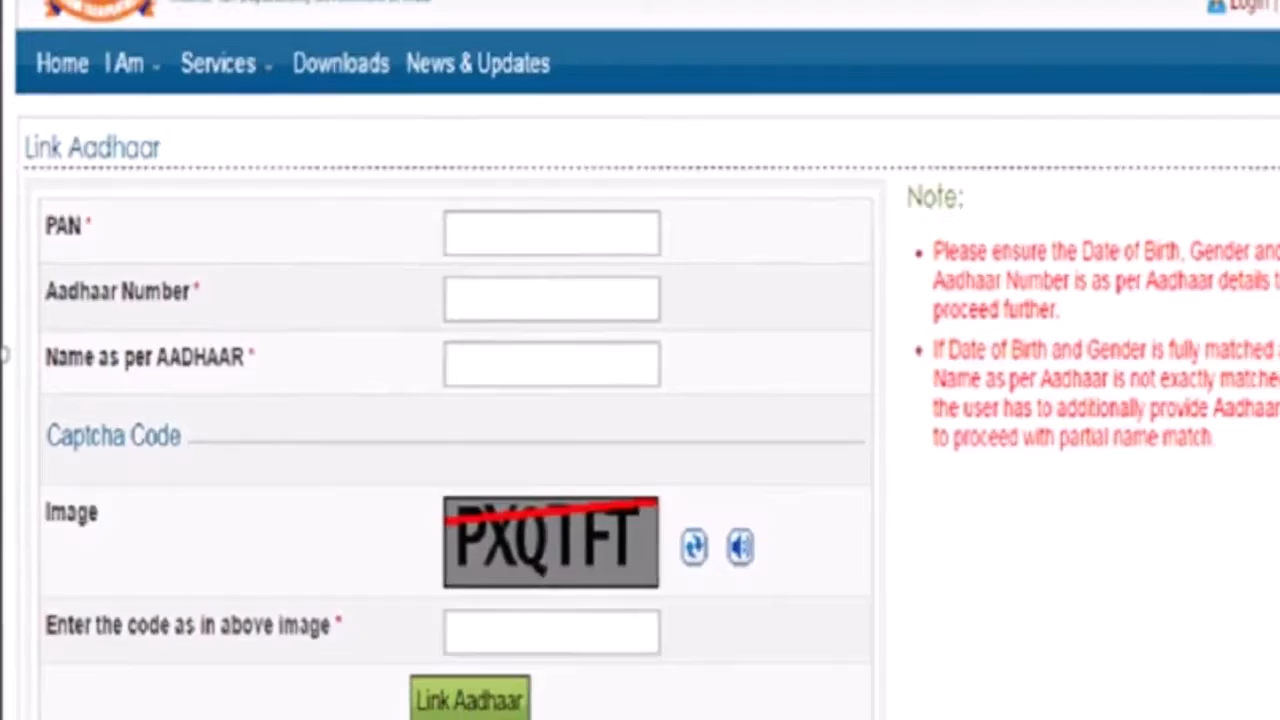 Login |
Home I Am Services Downloads News & Updates
Link Aadhaar
PAN *
Aadhaar Number *
Name as per AADHAAR *
Captcha Code
Image
PXQTFT
Enter the code as in above image *
Link Aadhaar
Note:
Please ensure the Date of Birth, Gender and
Aadhaar Number is as per Aadhaar details
proceed further.
If Date of Birth and Gender is fully matched
Name as per Aadhaar is not exactly matched
the user has to additionally provide Aadhaar
to proceed with partial name match.